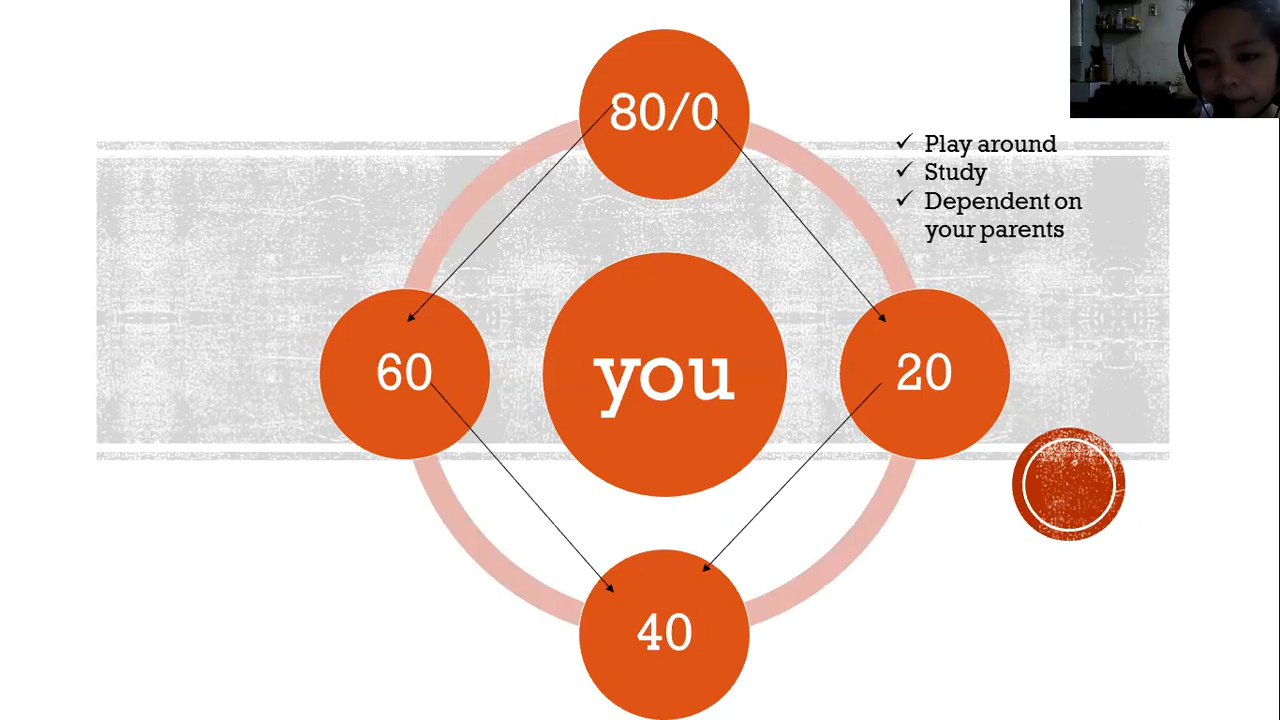 80/0
✓ Play around
✓ Study
✓ Dependent on
your parents
60
you
20
40